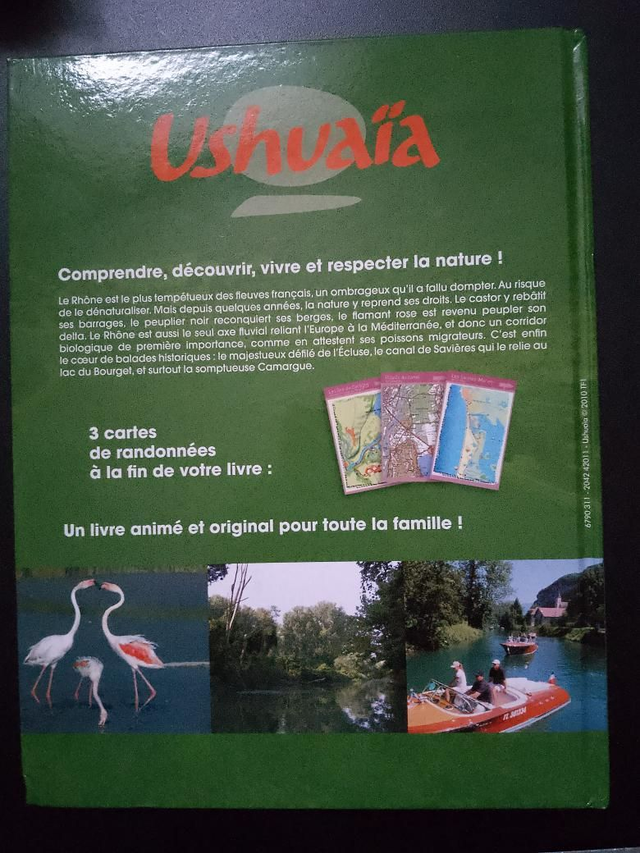 Ushuaïa
Comprendre, découvrir, vivre et respecter la nature !
Le Rhône est le plus tempétueux des fleuves français, un ombrageux qu'il a fallu dompter. Au risque
de le dénaturaliser. Mais depuis quelques années, la nature y reprend ses droits. Le castor y rebâtit
ses barrages, le peuplier noir reconquiert ses berges, le flamant rose est revenu peupler son
delta. Le Rhône est aussi le seul axe fluvial reliant l'Europe à la Méditerranée, et donc un corridor
biologique de première importance, comme en attestent ses poissons migrateurs. C'est enfin
le cœur de balades historiques : le majestueux défilé de l'Écluse, le canal de Savières qui le relie au
lac du Bourget, et surtout la somptueuse Camargue.
3 cartes
de randonnées
à la fin de votre livre :
Un livre animé et original pour toute la famille !
6790311 - 2042 42011 - Ushuaïa © 2010 TF1